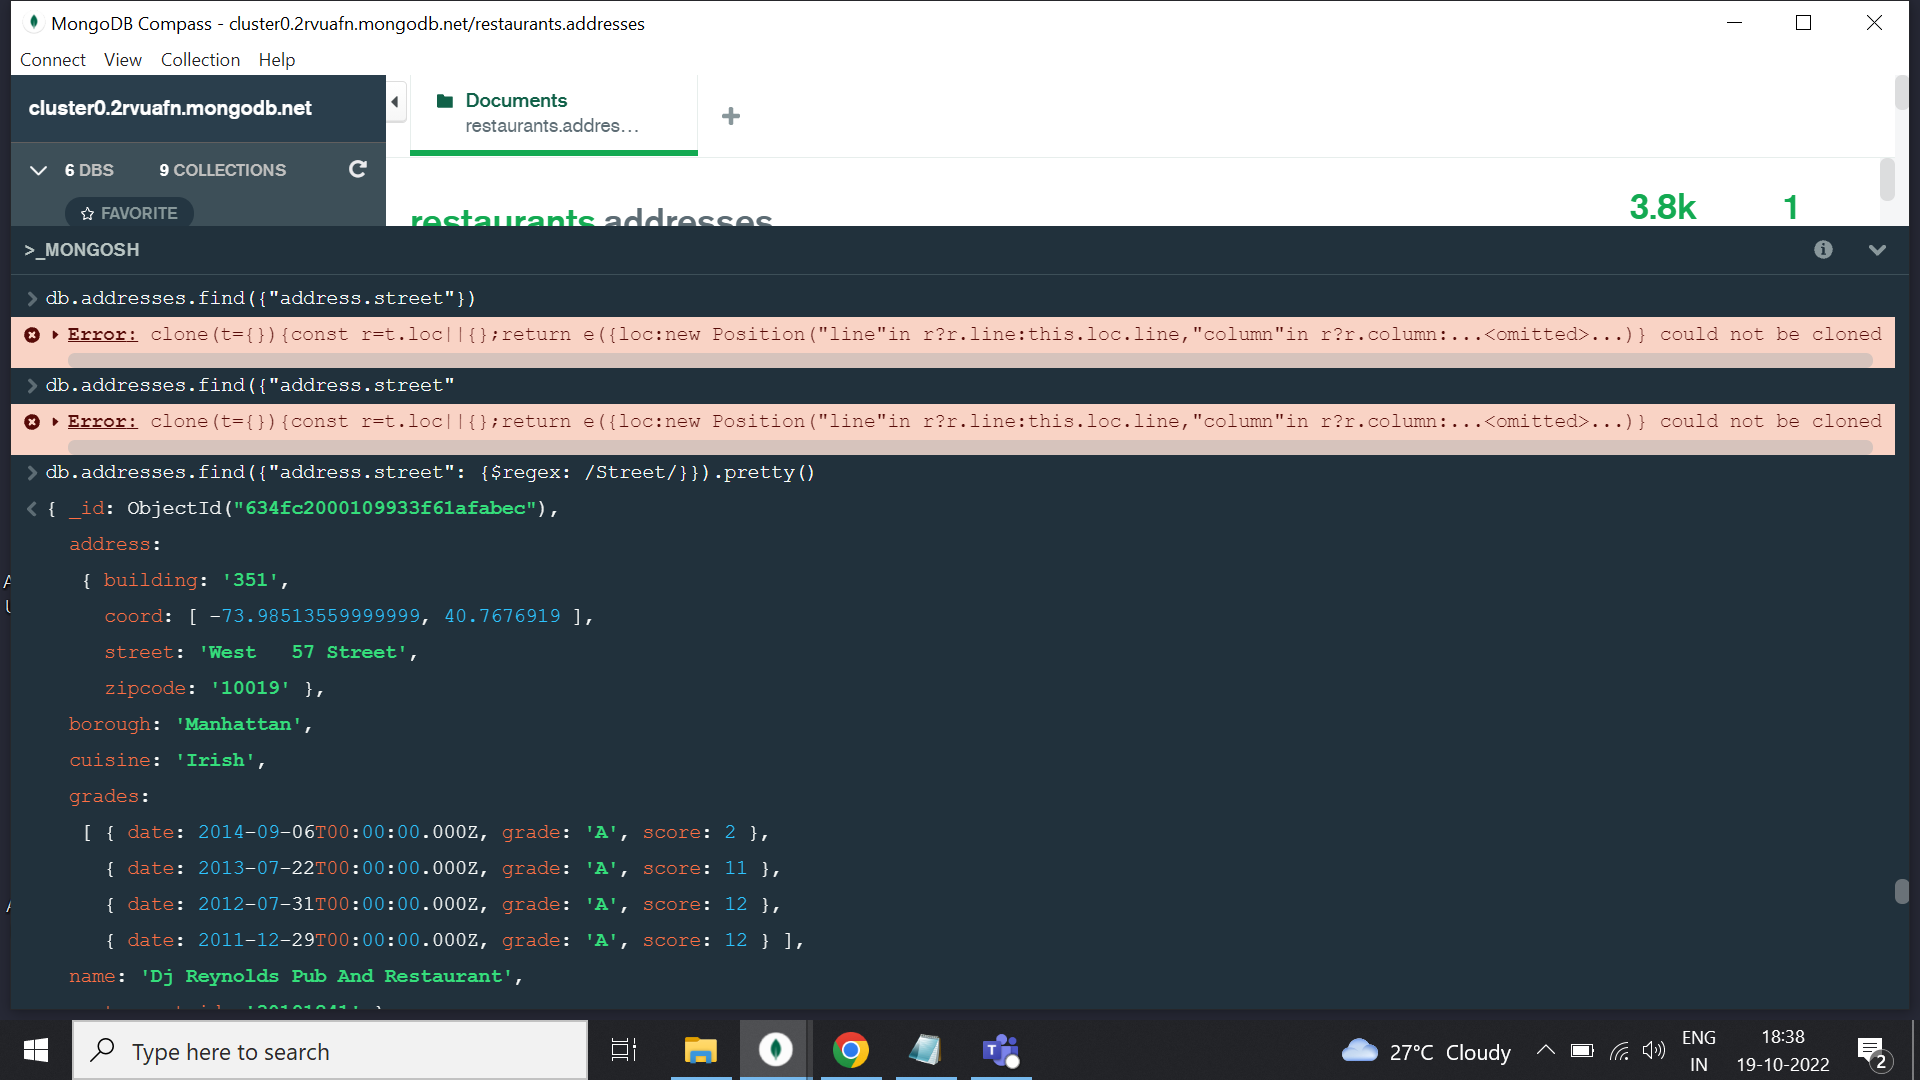 MongoDB Compass - cluster0.2rvuafn.mongodb.net/restaurants.addresses
Connect View Collection Help
cluster0.2rvuafn.mongodb.net
Documents
restaurants.addres...
6 DBS 9 COLLECTIONS
FAVORITE
restaurants.addresses
3.8k 1
>_MONGOSH
db.addresses.find({"address.street"})
Error: clone(t={}){const r=t.loc||{};return e({loc:new Position("line"in r?r.line:this.loc.line,"column"in r?r.column:...<omitted>...)} could not be cloned
db.addresses.find({"address.street"
Error: clone(t={}){const r=t.loc||{};return e({loc:new Position("line"in r?r.line:this.loc.line,"column"in r?r.column:...<omitted>...)} could not be cloned
db.addresses.find({"address.street": {$regex: /Street/}}).pretty()
{ _id: ObjectId("634fc2000109933f61afabec"),
address:
{ building: '351',
coord: [ -73.98513559999999, 40.7676919 ],
street: 'West   57 Street',
zipcode: '10019' },
borough: 'Manhattan',
cuisine: 'Irish',
grades:
[ { date: 2014-09-06T00:00:00.000Z, grade: 'A', score: 2 },
{ date: 2013-07-22T00:00:00.000Z, grade: 'A', score: 11 },
{ date: 2012-07-31T00:00:00.000Z, grade: 'A', score: 12 },
{ date: 2011-12-29T00:00:00.000Z, grade: 'A', score: 12 } ],
name: 'Dj Reynolds Pub And Restaurant',
Type here to search
27°C Cloudy
ENG
IN
18:38
19-10-2022
2